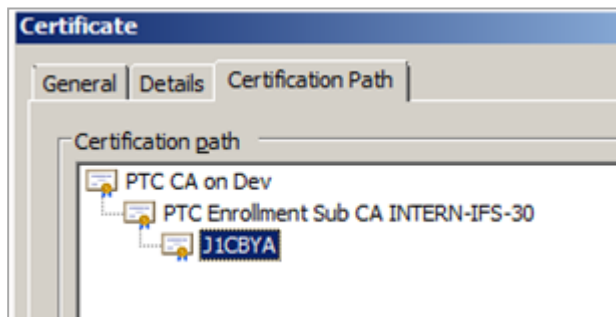 Certificate
General Details Certification Path
Certification path
PTC CA on Dev
PTC Enrollment Sub CA INTERN-IFS-30
J1CBYA